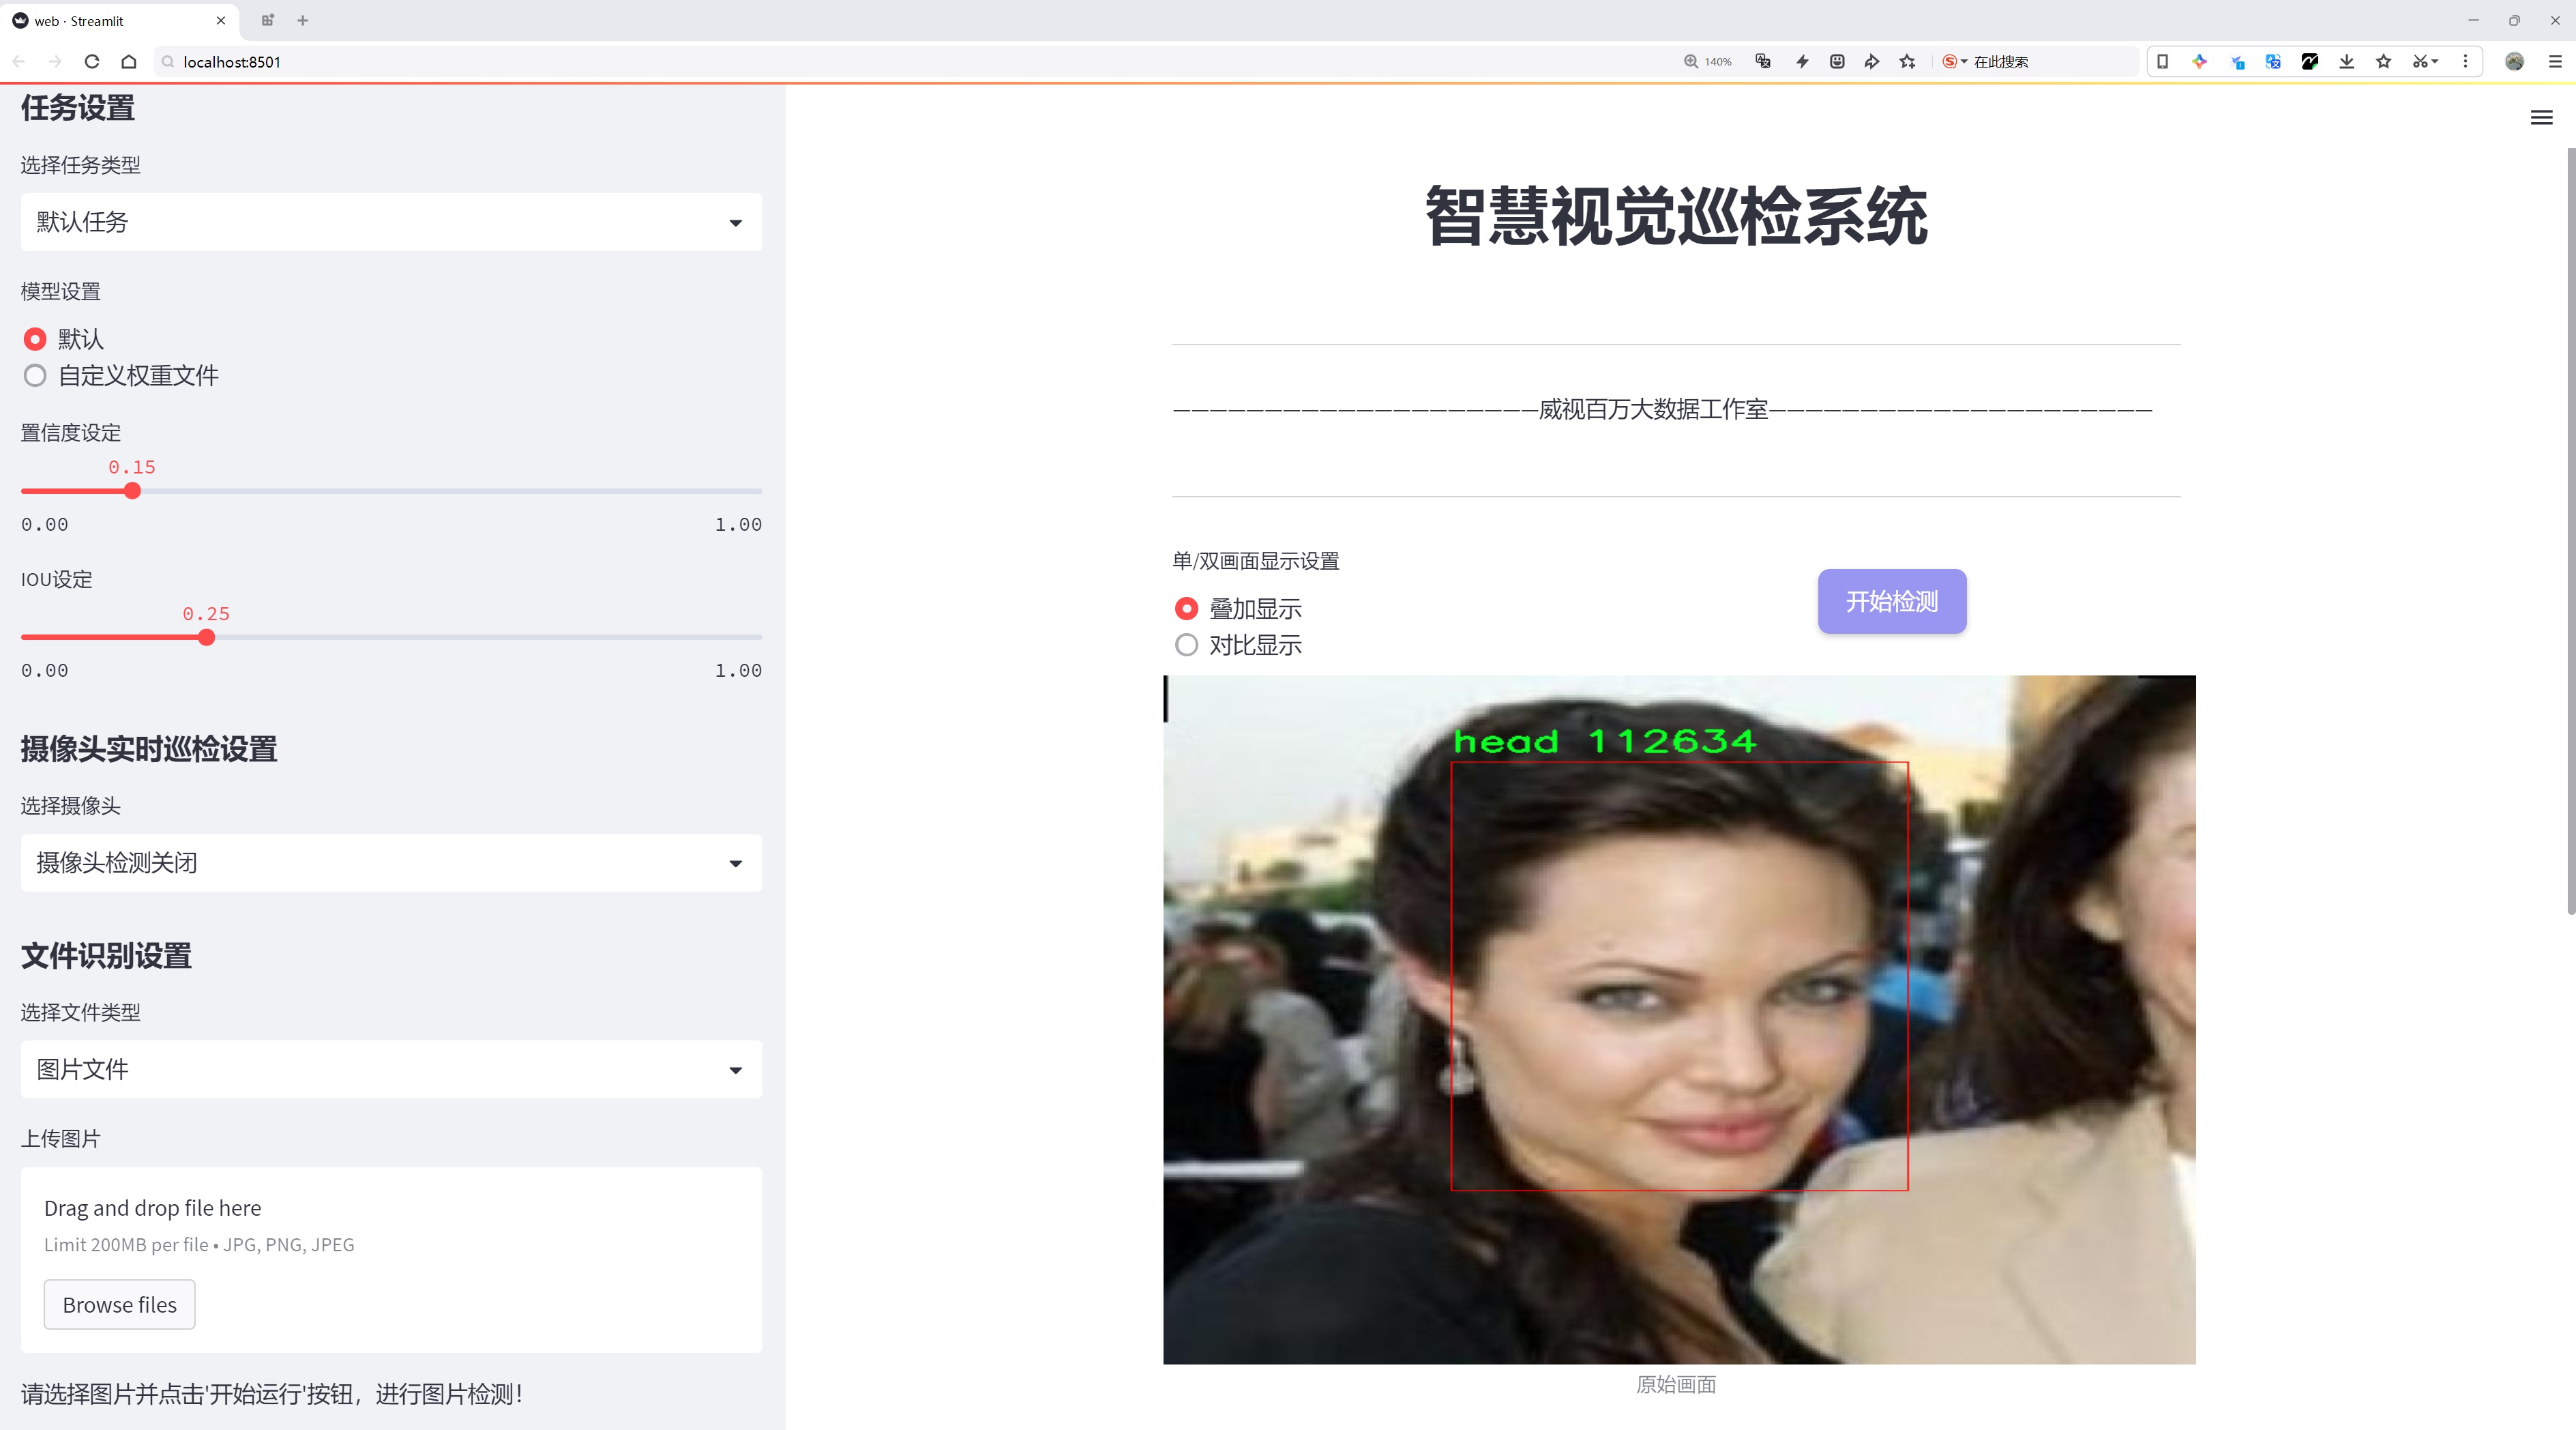 web · Streamlit
localhost:8501
140%
在此搜索
任务设置
选择任务类型
默认任务
模型设置
默认
自定义权重文件
置信度设定
0.15
0.00 1.00
IOU设定
0.25
0.00 1.00
摄像头实时巡检设置
选择摄像头
摄像头检测关闭
文件识别设置
选择文件类型
图片文件
上传图片
Drag and drop file here
Limit 200MB per file • JPG, PNG, JPEG
Browse files
请选择图片并点击'开始运行'按钮，进行图片检测！
智慧视觉巡检系统
————————————————————威视百万大数据工作室—————————————————————
单/双画面显示设置
叠加显示
对比显示
开始检测
head 112634
原始画面